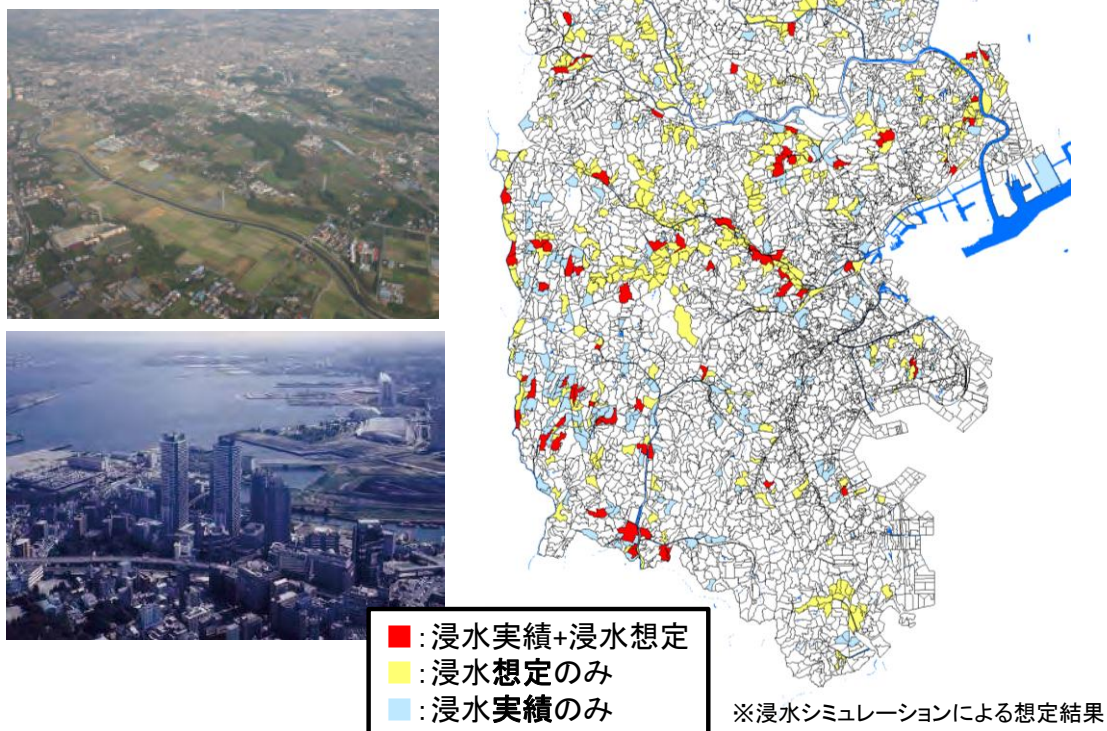 ■：浸水実績+浸水想定
■：浸水想定のみ
■：浸水実績のみ
※浸水シミュレーションによる想定結果